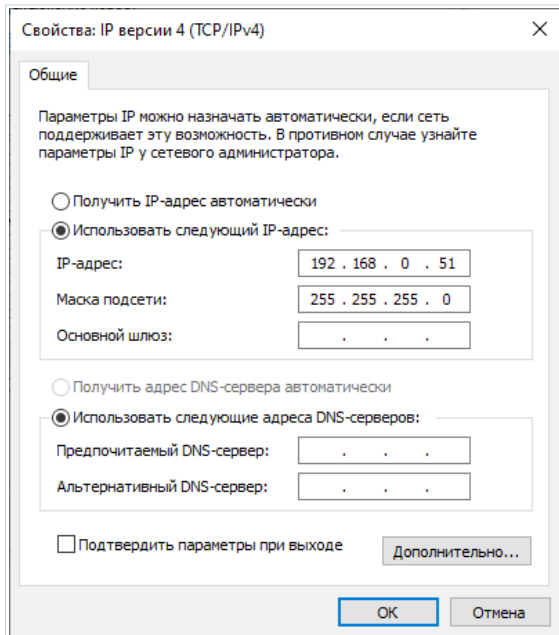 Свойства: IP версии 4 (TCP/IPv4)
Общие
Параметры IP можно назначать автоматически, если сеть
поддерживает эту возможность. В противном случае узнайте
параметры IP у сетевого администратора.
Получить IP-адрес автоматически
Использовать следующий IP-адрес:
IP-адрес: 192 . 168 . 0 . 51
Маска подсети: 255 . 255 . 255 . 0
Основной шлюз: . . .
Получить адрес DNS-сервера автоматически
Использовать следующие адреса DNS-серверов:
Предпочитаемый DNS-сервер: . . .
Альтернативный DNS-сервер: . . .
Подтвердить параметры при выходе
Дополнительно...
OK Отмена